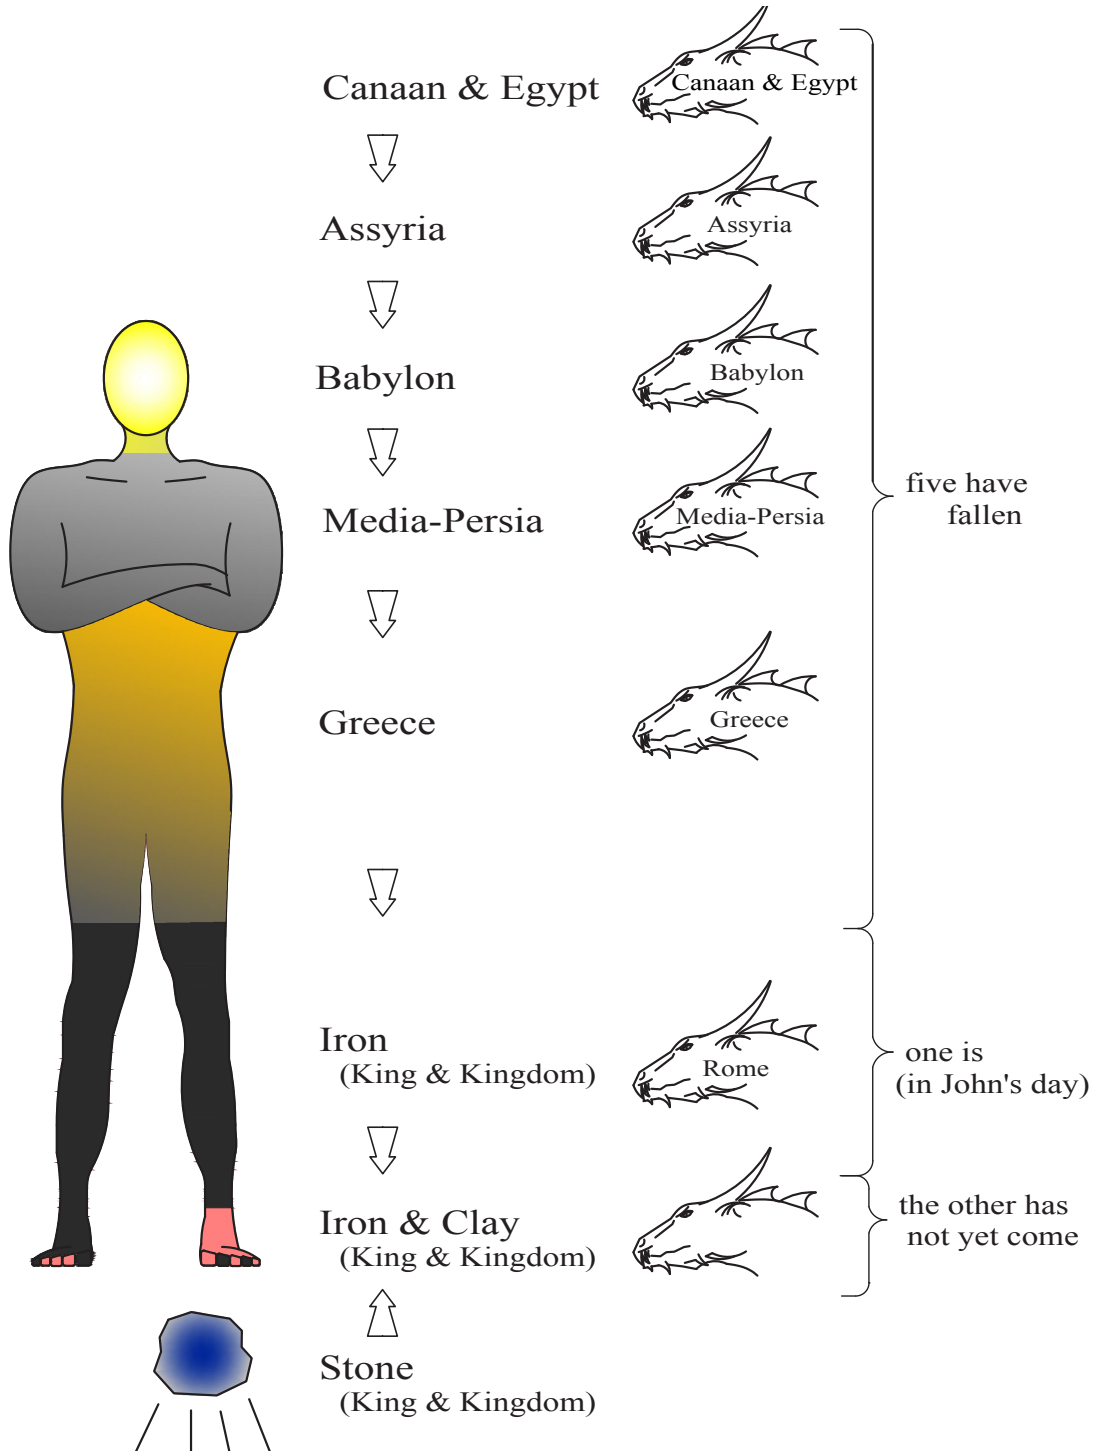 Canaan & Egypt
Canaan & Egypt
Assyria
Assyria
Babylon
Babylon
Media-Persia
Media-Persia
five have
fallen
Greece
Greece
Iron
(King & Kingdom)
Rome
one is
(in John's day)
Iron & Clay
(King & Kingdom)
the other has
not yet come
Stone
(King & Kingdom)